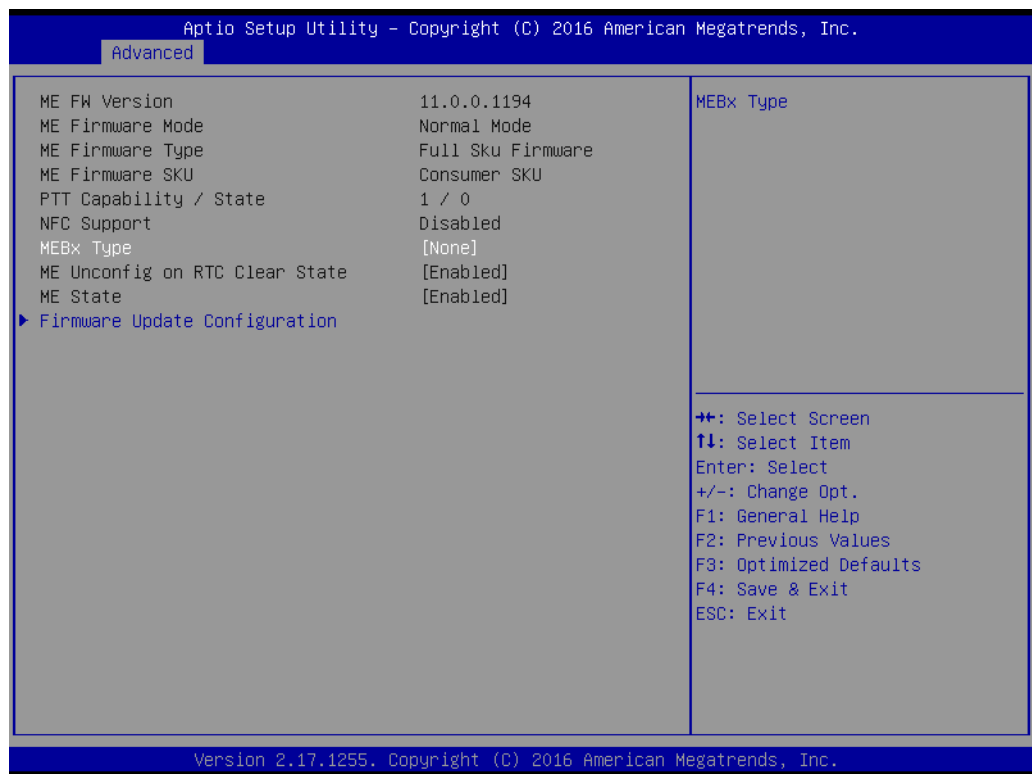 Aptio Setup Utility – Copyright (C) 2016 American Megatrends, Inc.
Advanced
ME FW Version 11.0.0.1194
ME Firmware Mode Normal Mode
ME Firmware Type Full Sku Firmware
ME Firmware SKU Consumer SKU
PTT Capability / State 1 / 0
NFC Support Disabled
MEBx Type [None]
ME Unconfig on RTC Clear State [Enabled]
ME State [Enabled]
Firmware Update Configuration
MEBx Type
→←: Select Screen
↑↓: Select Item
Enter: Select
+/-: Change Opt.
F1: General Help
F2: Previous Values
F3: Optimized Defaults
F4: Save & Exit
ESC: Exit
Version 2.17.1255. Copyright (C) 2016 American Megatrends, Inc.